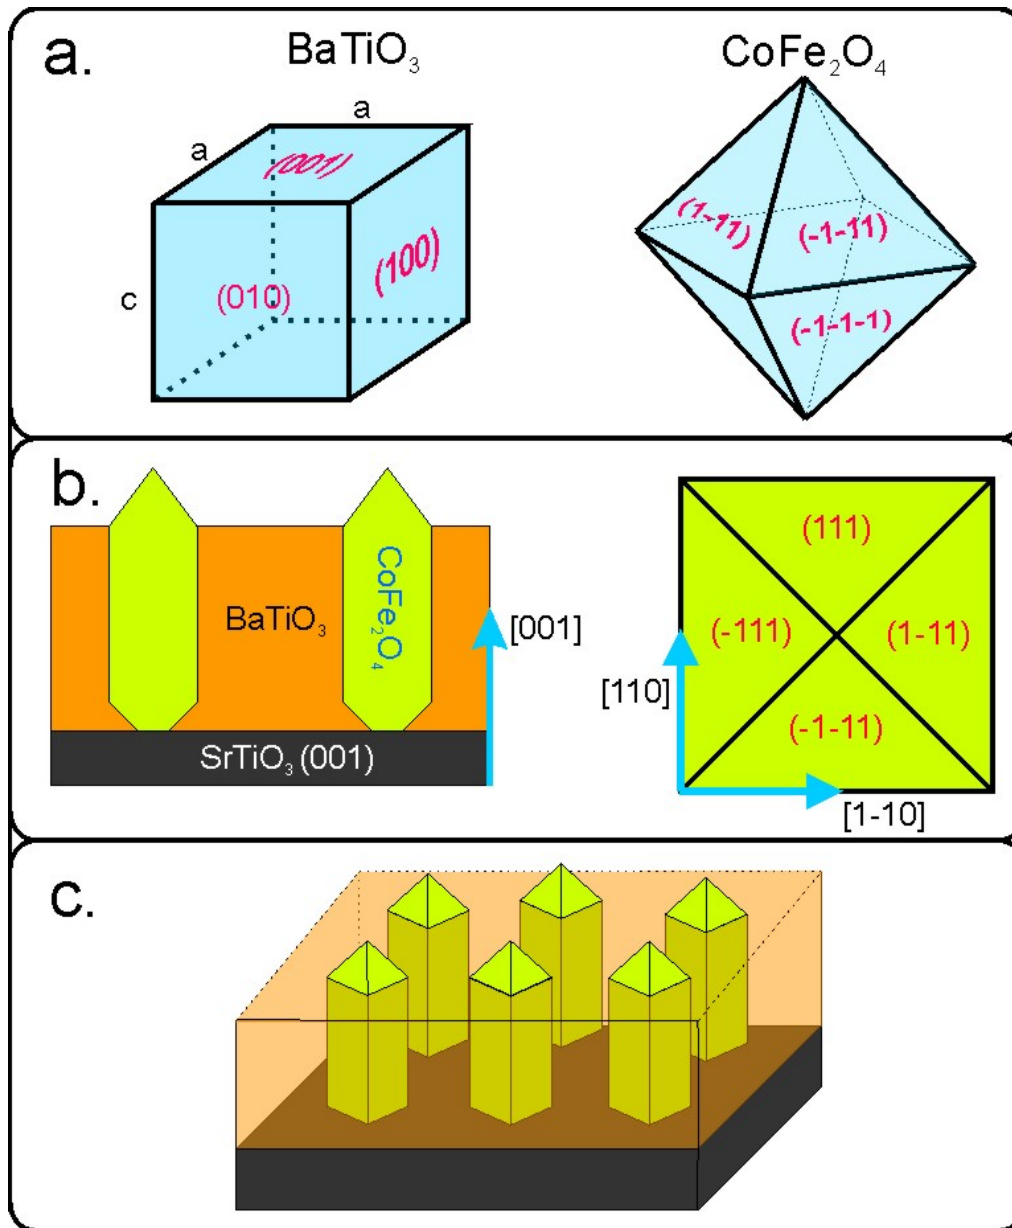 a.
BaTiO₃
CoFe₂O₄
a
a
(001)
c
(010)
(100)
(1-11)
(-1-11)
(-1-1-1)
b.
BaTiO₃
CoFe₂O₄
[001]
SrTiO₃ (001)
(111)
(-111)
(1-11)
[110]
(-1-11)
[1-10]
c.